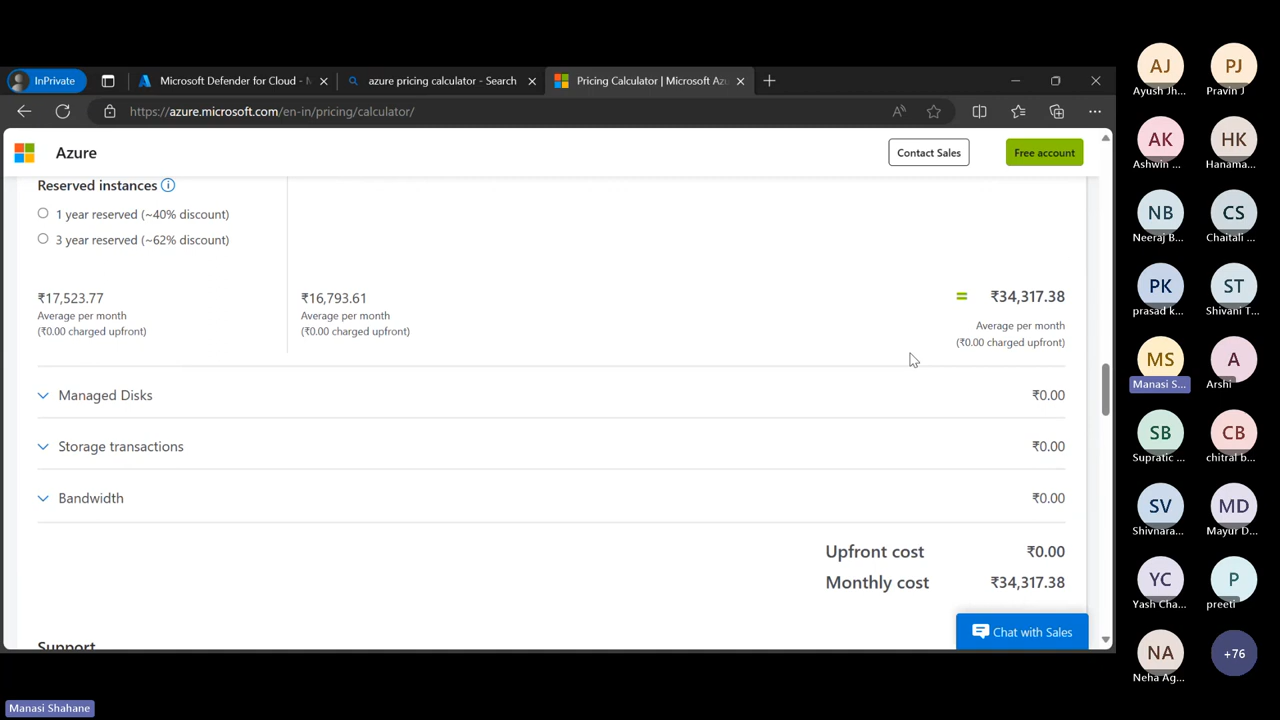 InPrivate
Microsoft Defender for Cloud - N
azure pricing calculator - Search
Pricing Calculator | Microsoft Azu
https://azure.microsoft.com/en-in/pricing/calculator/
Azure
Contact Sales
Free account
Reserved instances
1 year reserved (~40% discount)
3 year reserved (~62% discount)
₹17,523.77
Average per month
(₹0.00 charged upfront)
₹16,793.61
Average per month
(₹0.00 charged upfront)
= ₹34,317.38
Average per month
(₹0.00 charged upfront)
Managed Disks ₹0.00
Storage transactions ₹0.00
Bandwidth ₹0.00
Upfront cost ₹0.00
Monthly cost ₹34,317.38
Support
Chat with Sales
AJ PJ
Ayush Jh... Pravin J
AK HK
Ashwin ... Hanama...
NB CS
Neeraj B... Chaitali ...
PK ST
prasad k... Shivani T...
MS A
Manasi S... Arshi
SB CB
Supratic ... chitral b...
SV MD
Shivnara... Mayur D...
YC P
Yash Cha... preeti
NA +76
Neha Ag...
Manasi Shahane